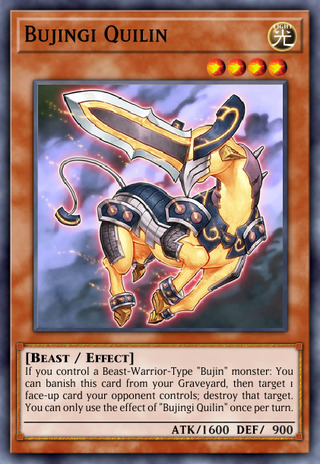 Bujingi Quilin
LIGHT
光
[Beast / Effect]
If you control a Beast-Warrior-Type "Bujin" monster: You
can banish this card from your Graveyard, then target 1
face-up card your opponent controls; destroy that target.
You can only use the effect of "Bujingi Quilin" once per turn.
ATK/1600 DEF/ 900